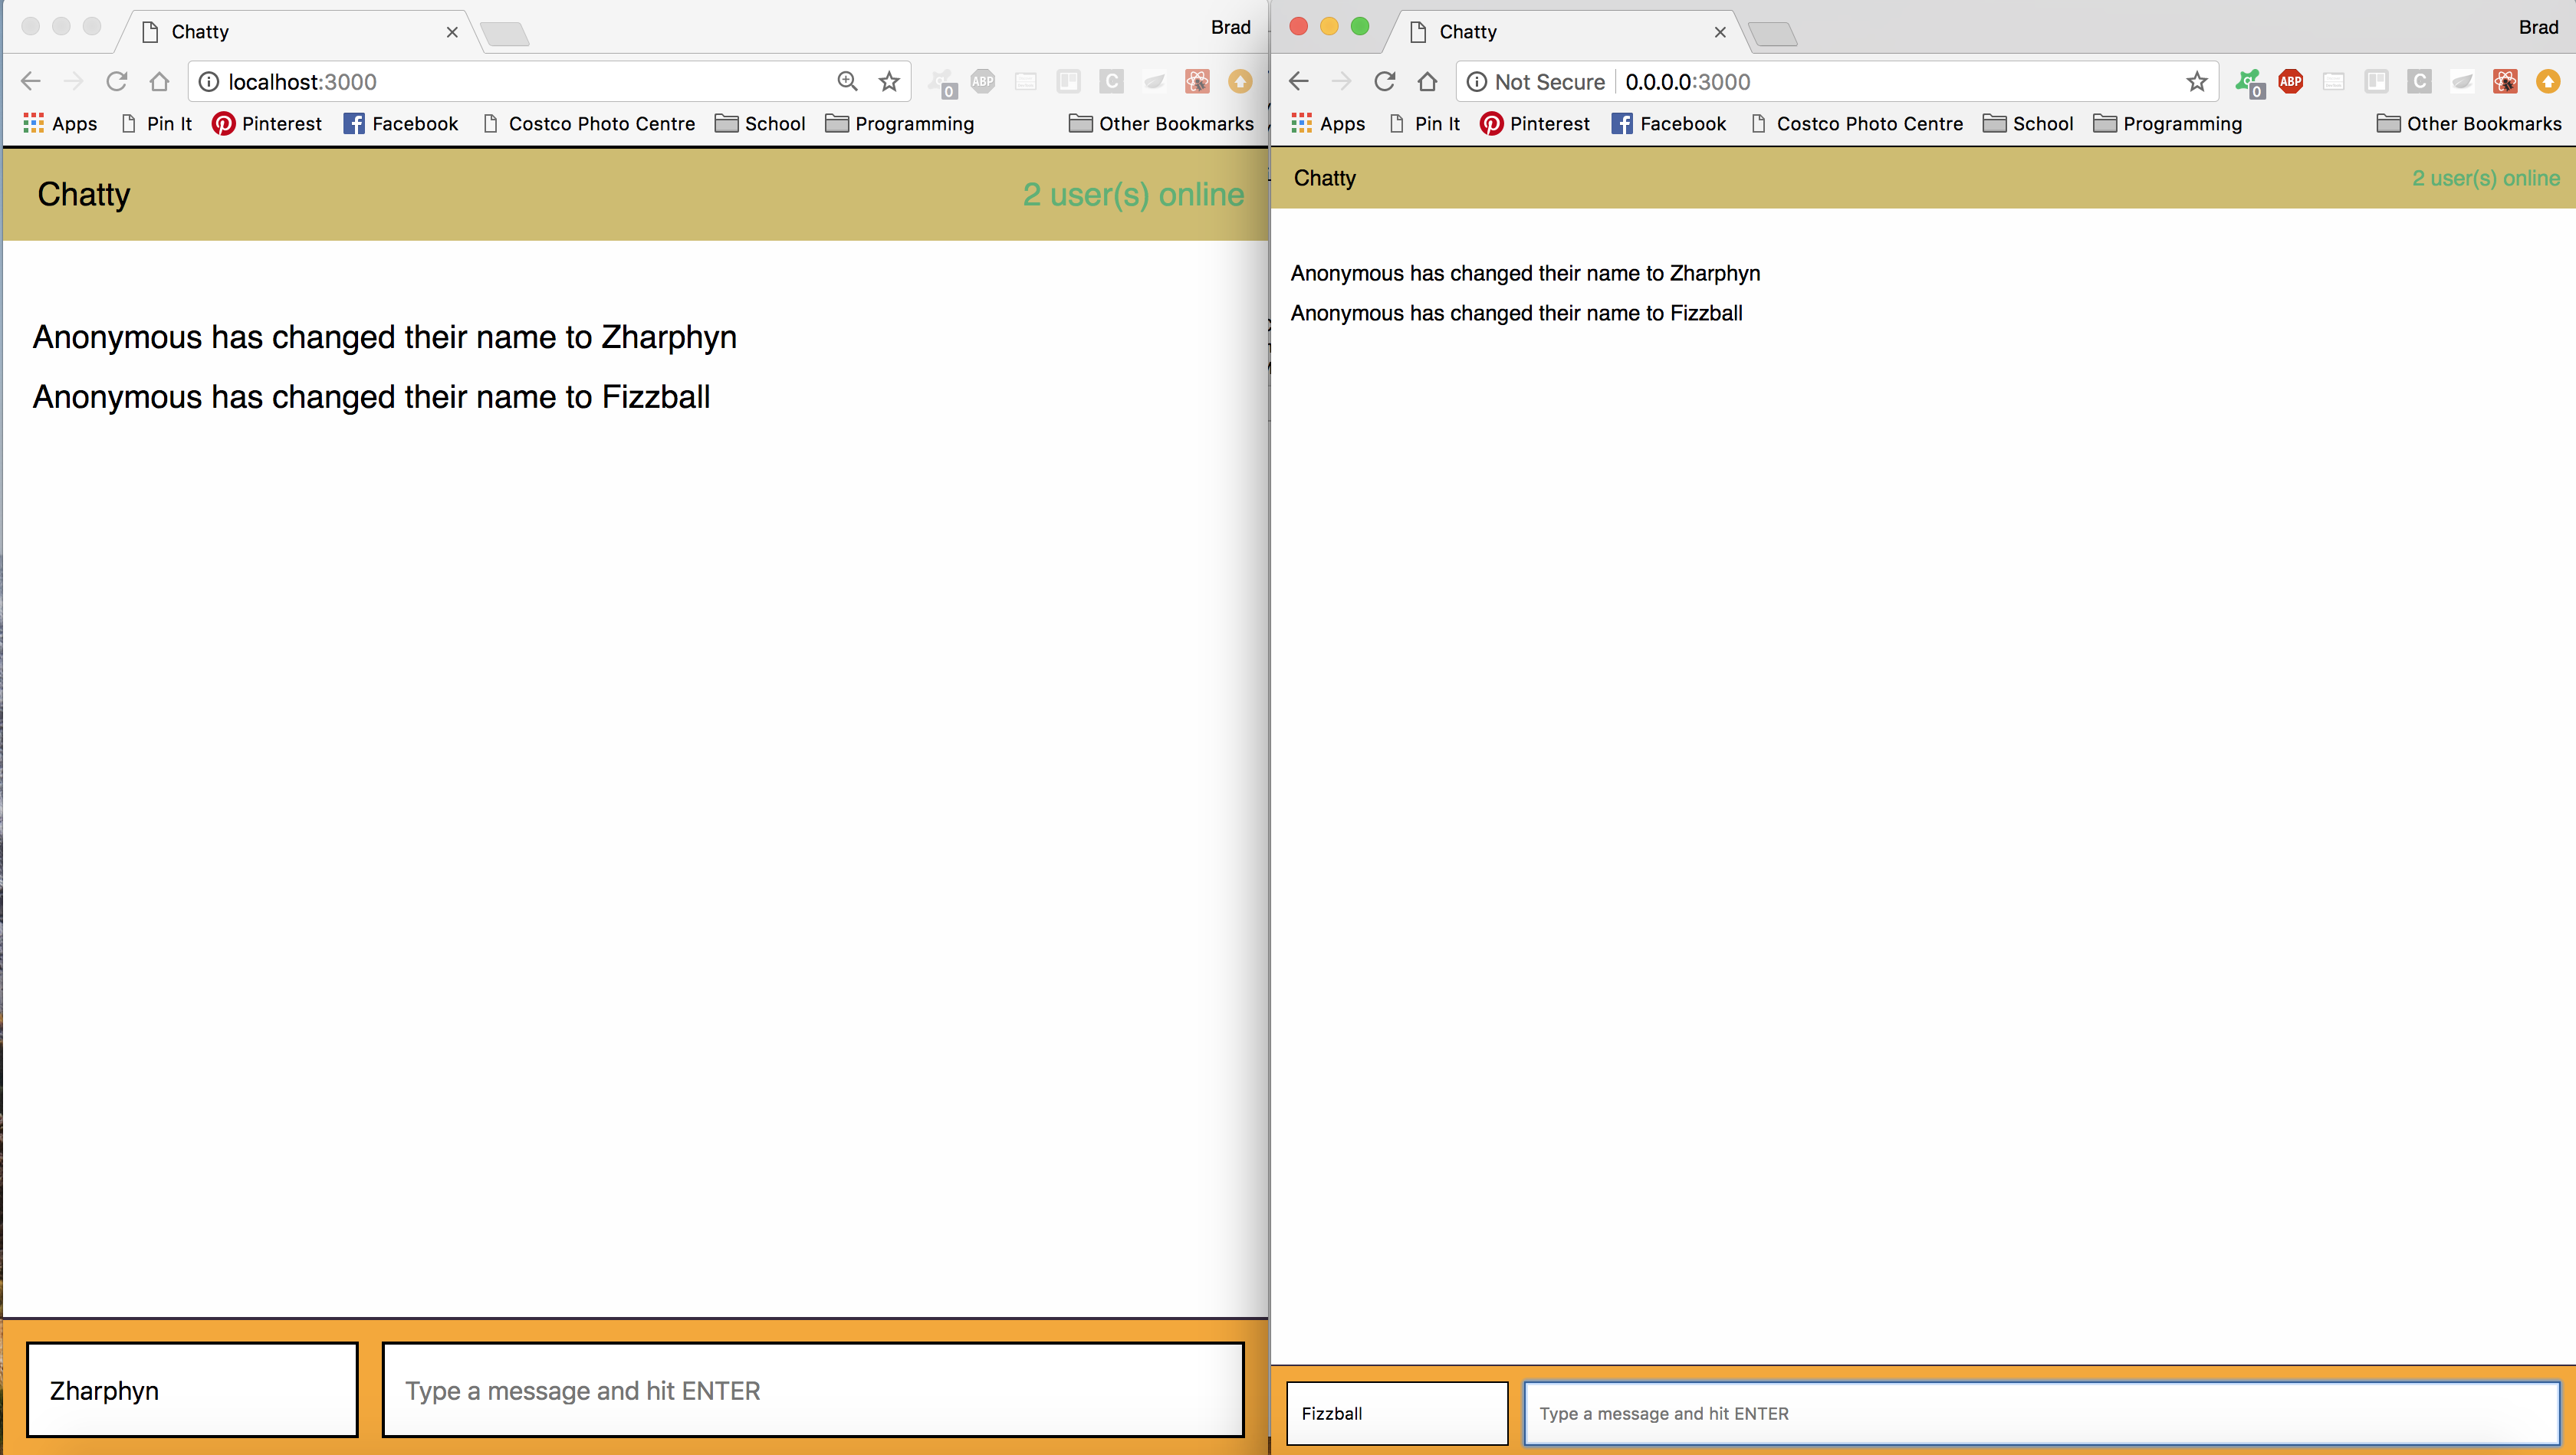 Chatty
Brad
localhost:3000
0
ABP
C
Apps Pin It Pinterest Facebook Costco Photo Centre School Programming Other Bookmarks
Chatty 2 user(s) online
Anonymous has changed their name to Zharphyn
Anonymous has changed their name to Fizzball
Zharphyn Type a message and hit ENTER
Chatty
Brad
Not Secure 0.0.0.0:3000
0
ABP
C
Apps Pin It Pinterest Facebook Costco Photo Centre School Programming Other Bookmarks
Chatty 2 user(s) online
Anonymous has changed their name to Zharphyn
Anonymous has changed their name to Fizzball
Fizzball Type a message and hit ENTER